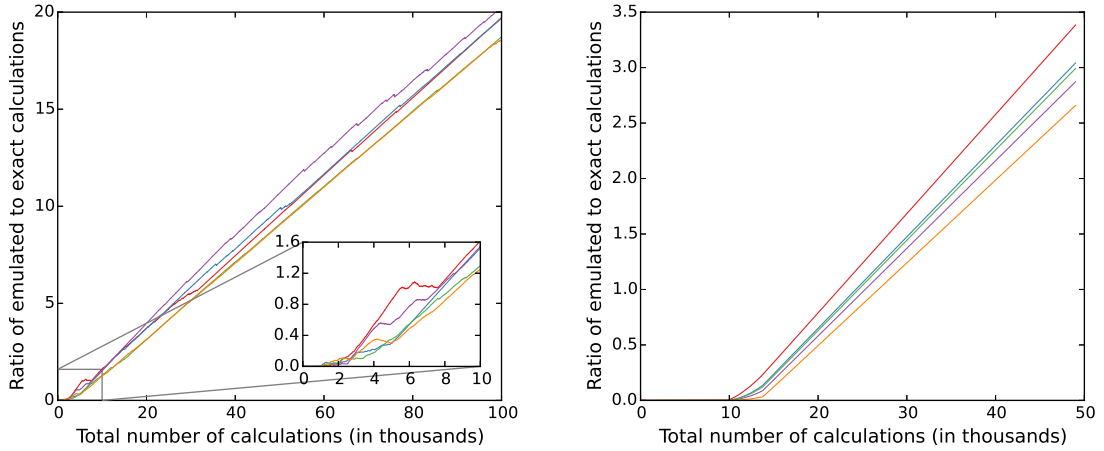 20
15
10
5
0
0 20 40 60 80 100
Ratio of emulated to exact calculations
Total number of calculations (in thousands)
1.6
1.2
0.8
0.4
0.0
0 2 4 6 8 10
3.5
3.0
2.5
2.0
1.5
1.0
0.5
0.0
0 10 20 30 40 50
Ratio of emulated to exact calculations
Total number of calculations (in thousands)